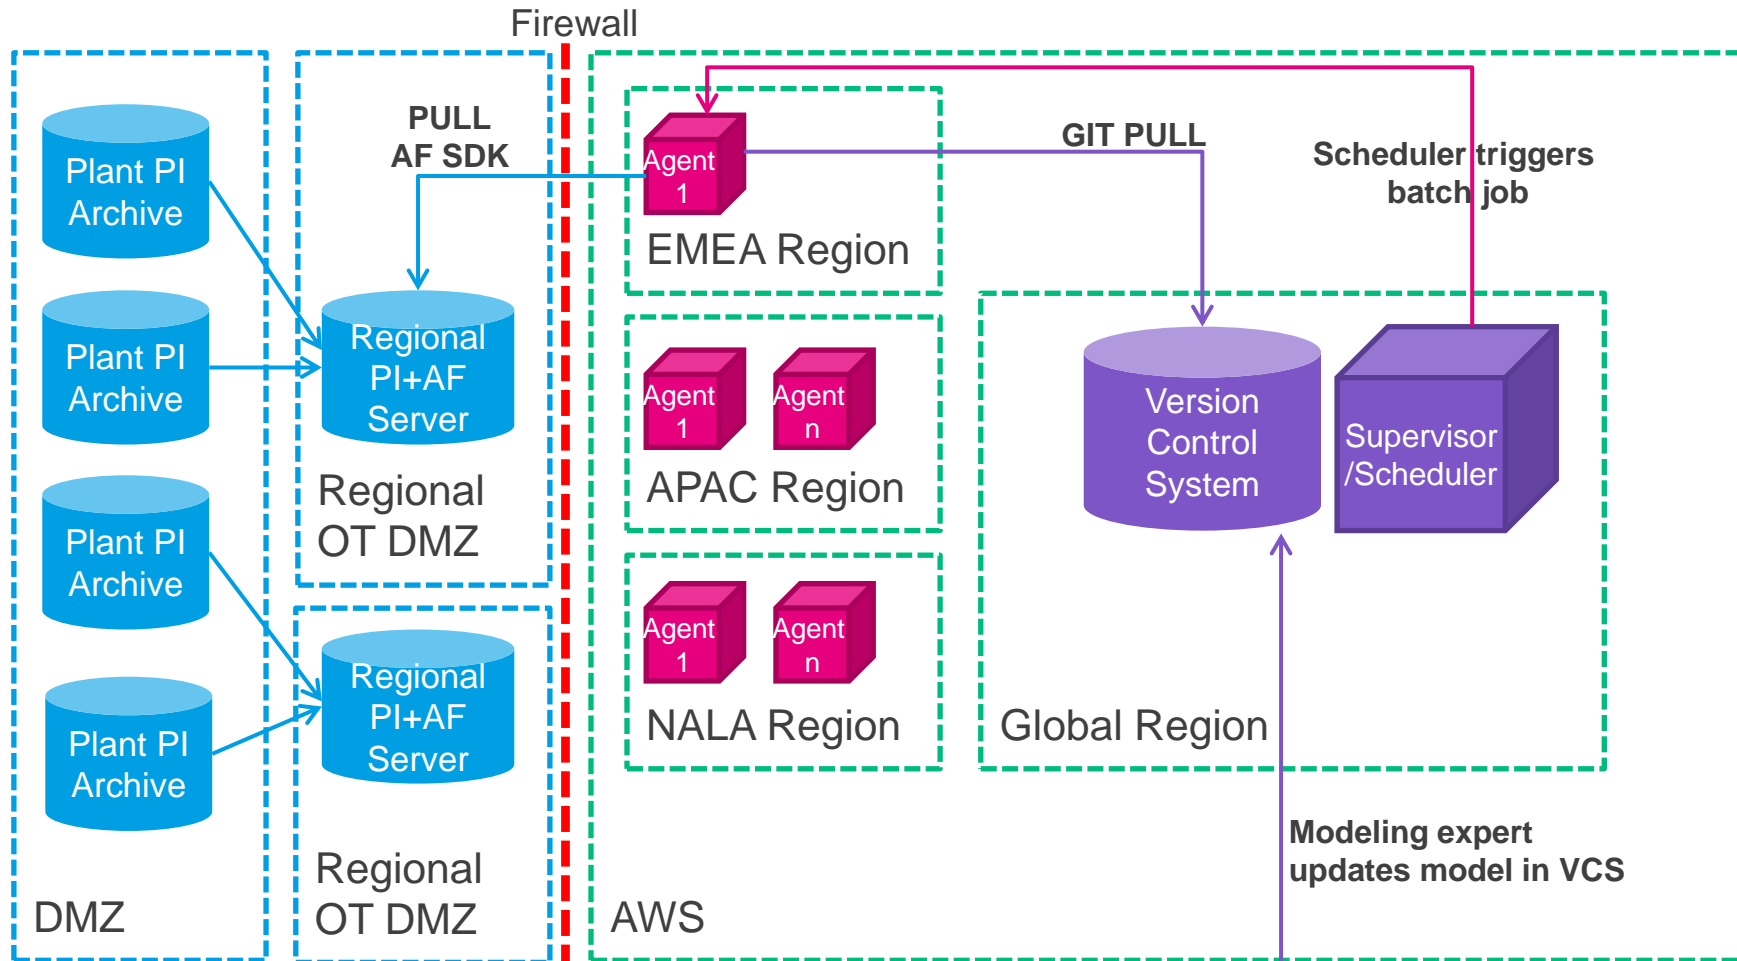 Firewall
Plant PI
Archive
Plant PI
Archive
Plant PI
Archive
Plant PI
Archive
DMZ
PULL
AF SDK
Regional
PI+AF
Server
Regional
OT DMZ
Regional
PI+AF
Server
Regional
OT DMZ
Agent
1
EMEA Region
Agent
1
Agent
n
APAC Region
Agent
1
Agent
n
NALA Region
AWS
GIT PULL
Scheduler triggers
batch job
Version
Control
System
Supervisor
/Scheduler
Global Region
Modeling expert
updates model in VCS